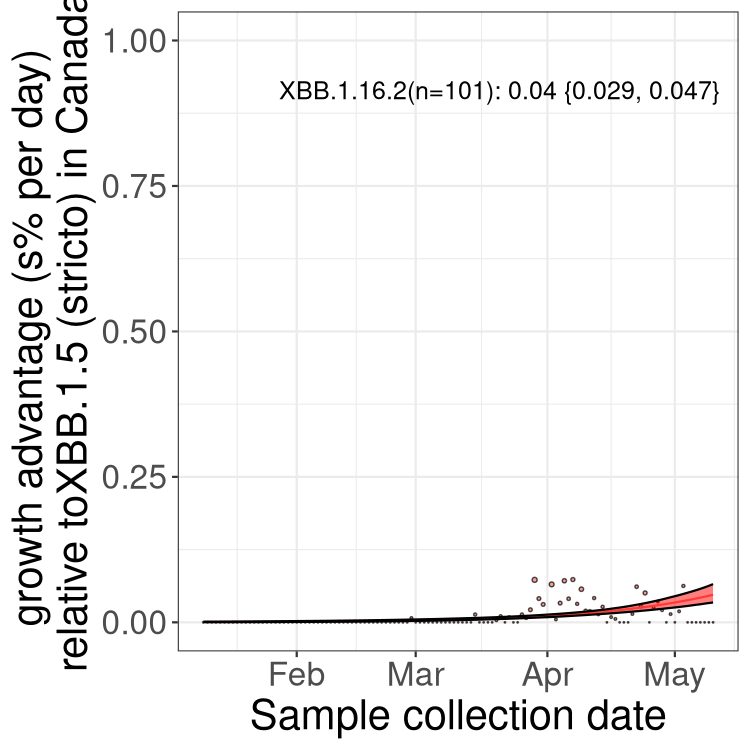 growth advantage (s% per day)
relative toXBB.1.5 (stricto) in Canada
1.00
0.75
0.50
0.25
0.00
XBB.1.16.2(n=101): 0.04 {0.029, 0.047}
Feb Mar Apr May
Sample collection date